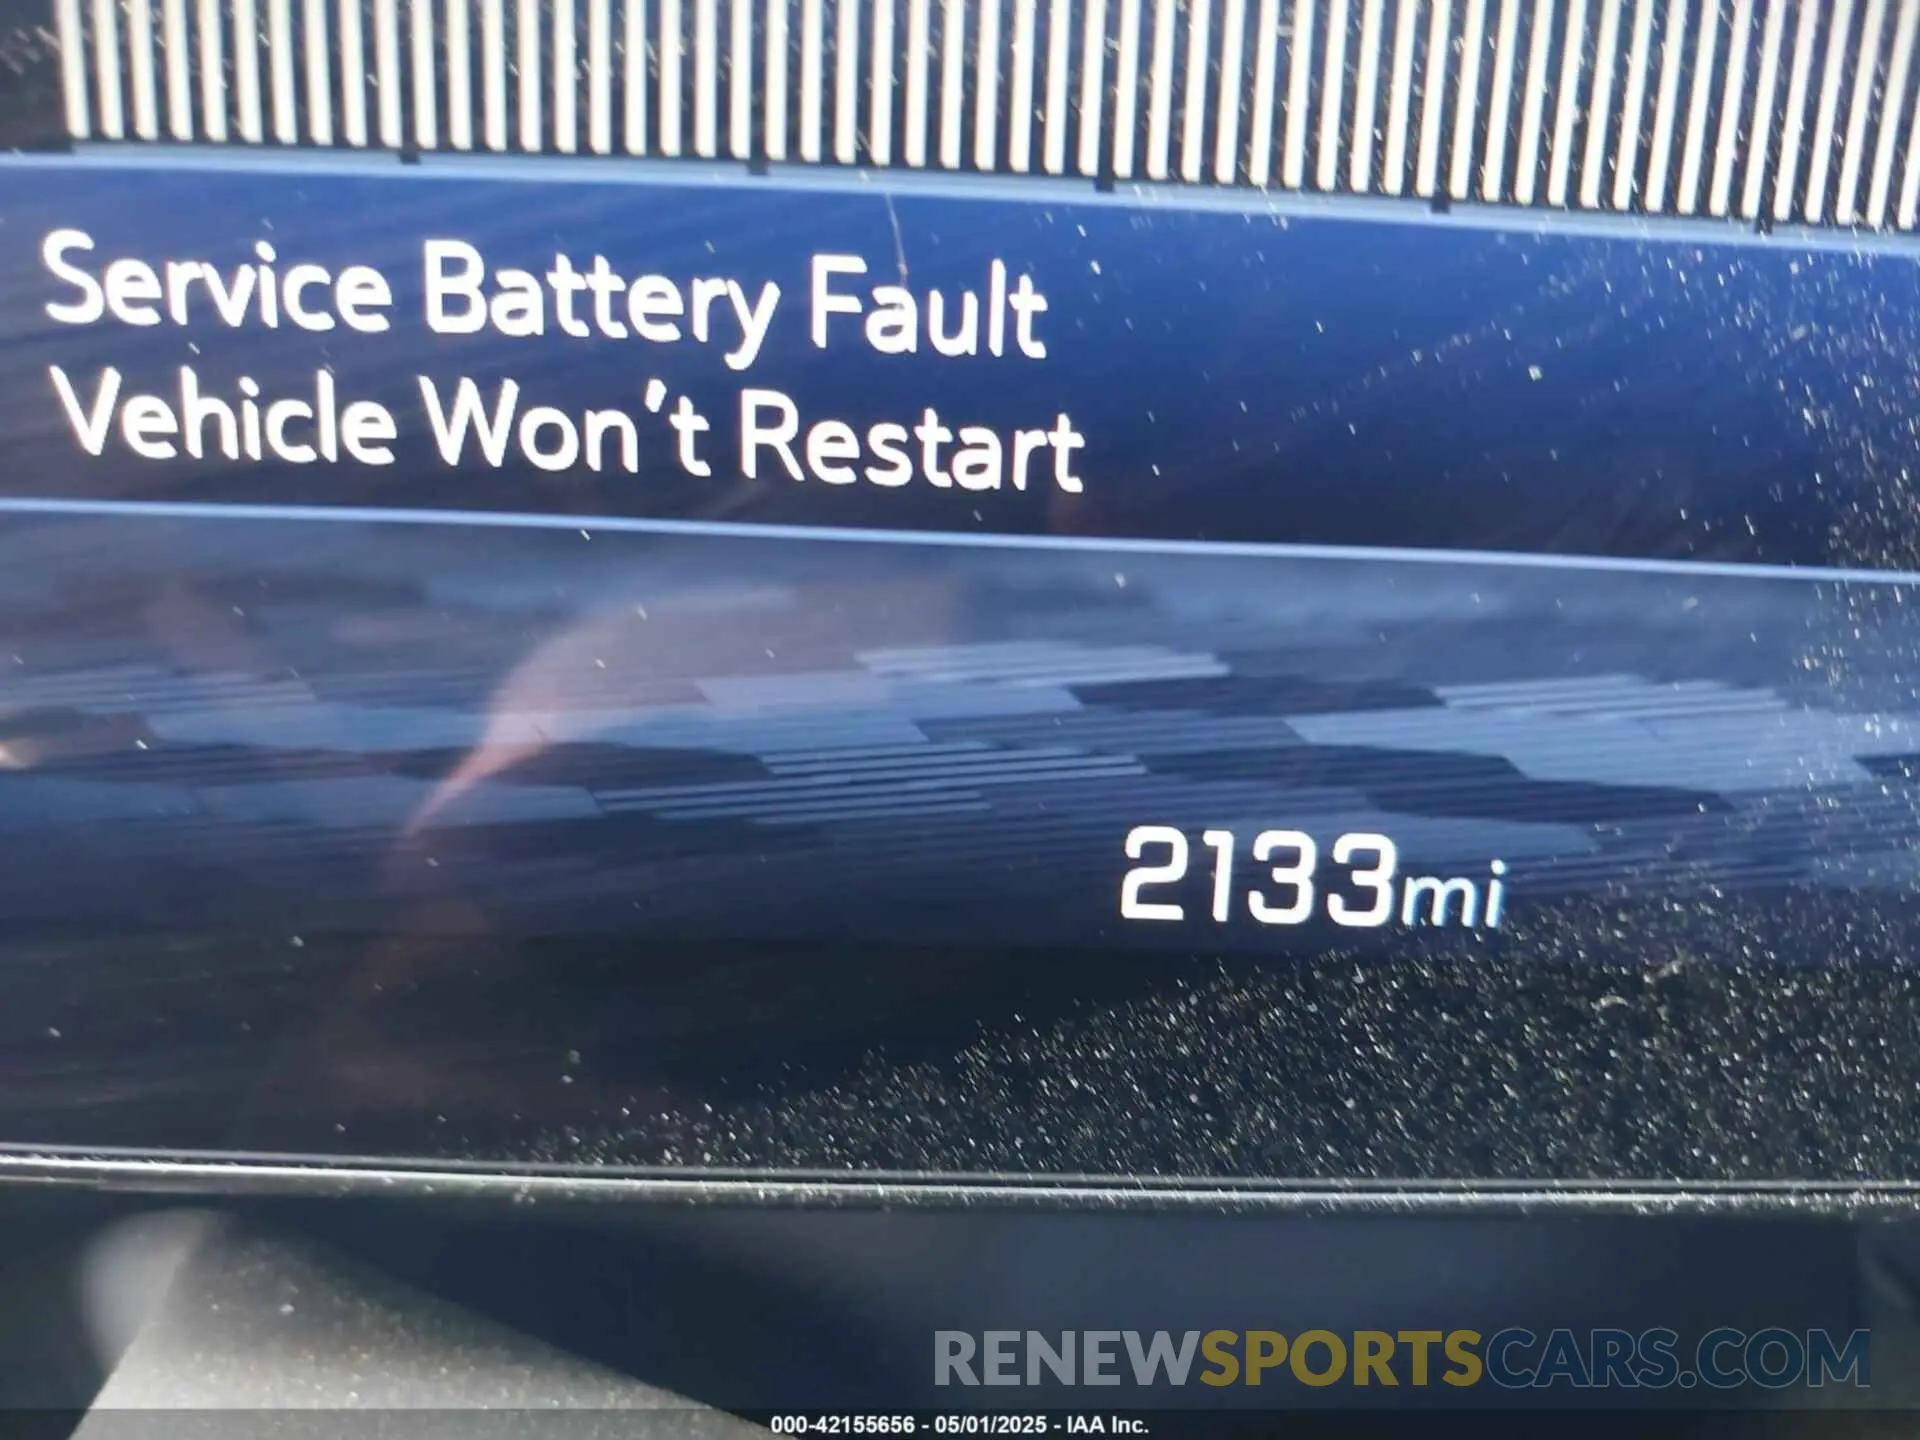 Service Battery Fault
Vehicle Won't Restart
2133mi
RENEWSPORTSCARS.COM
000-42155656 - 05/01/2025 - IAA Inc.